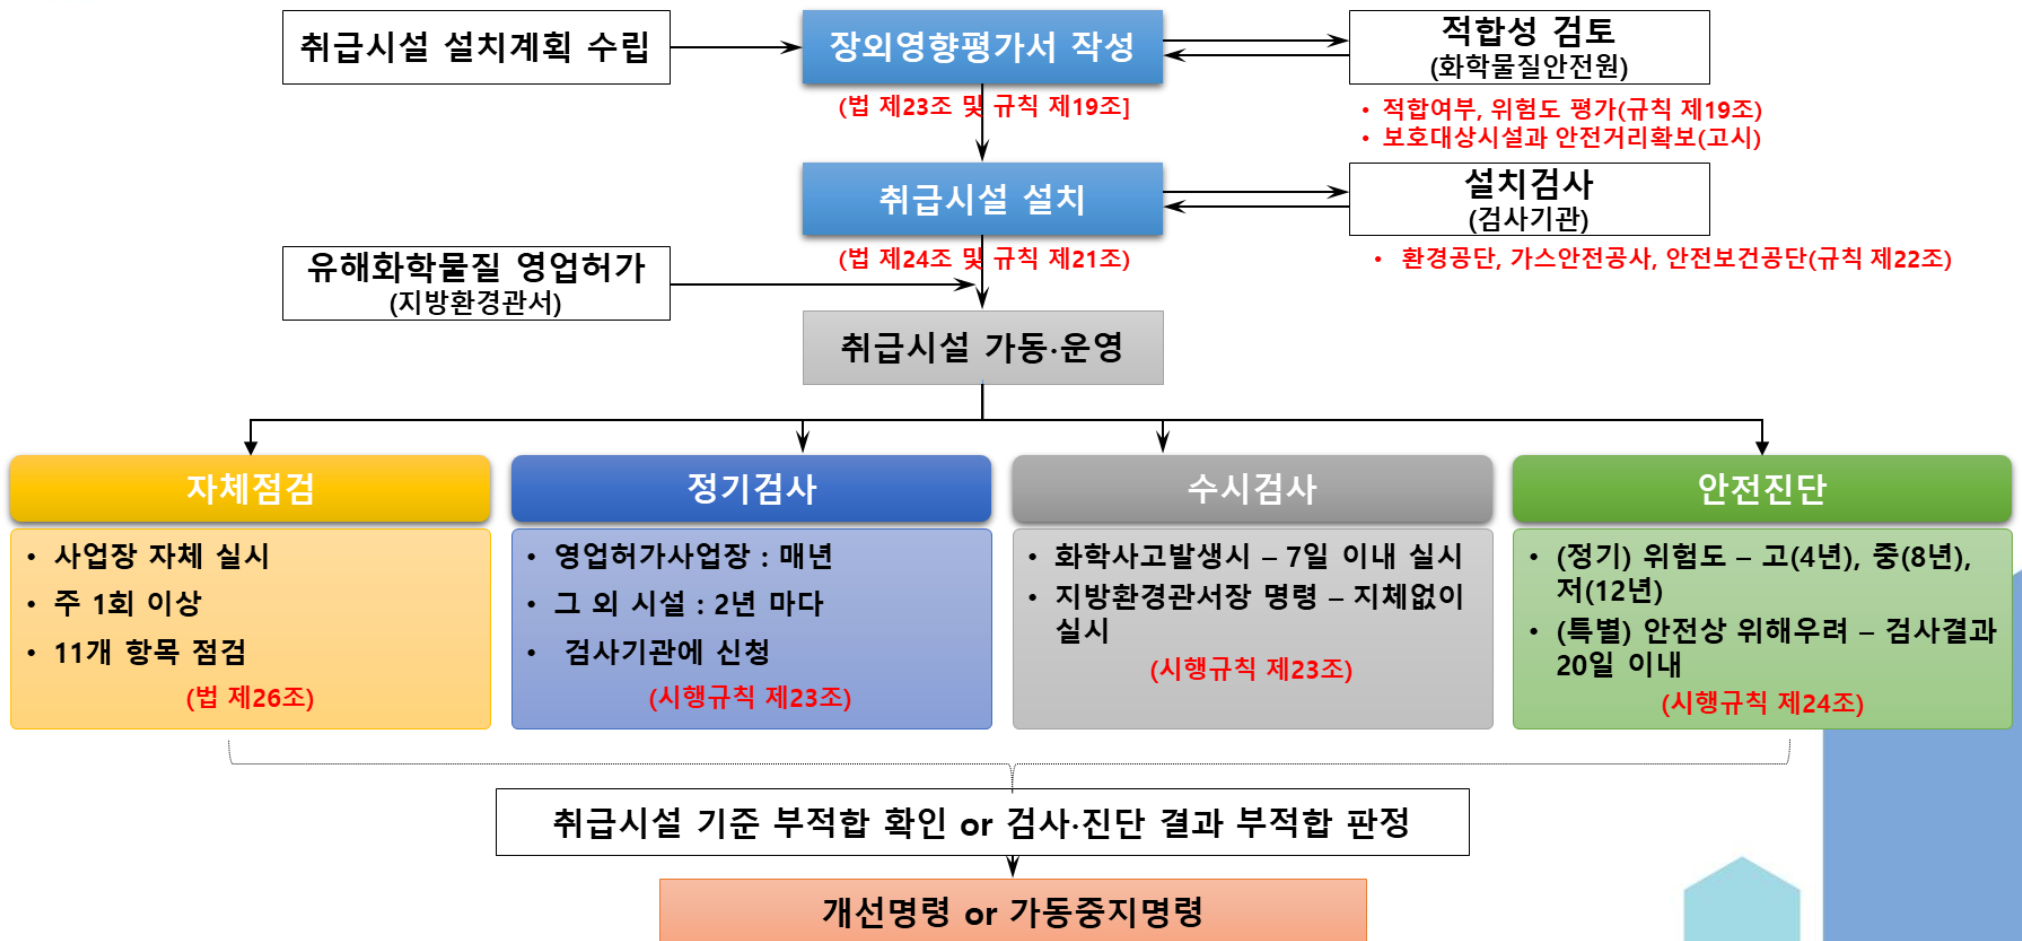 취급시설 설치계획 수립
장외영향평가서 작성
적합성 검토
(화학물질안전원)
(법 제23조 및 규칙 제19조]
• 적합여부, 위험도 평가(규칙 제19조)
• 보호대상시설과 안전거리확보(고시)
취급시설 설치
설치검사
(검사기관)
(법 제24조 및 규칙 제21조)
• 환경공단, 가스안전공사, 안전보건공단(규칙 제22조)
유해화학물질 영업허가
(지방환경관서)
취급시설 가동·운영
자체점검
• 사업장 자체 실시
• 주 1회 이상
• 11개 항목 점검
(법 제26조)
정기검사
• 영업허가사업장 : 매년
• 그 외 시설 : 2년 마다
• 검사기관에 신청
(시행규칙 제23조)
수시검사
• 화학사고발생시 – 7일 이내 실시
• 지방환경관서장 명령 – 지체없이
실시
(시행규칙 제23조)
안전진단
• (정기) 위험도 – 고(4년), 중(8년),
저(12년)
• (특별) 안전상 위해우려 – 검사결과
20일 이내
(시행규칙 제24조)
취급시설 기준 부적합 확인 or 검사·진단 결과 부적합 판정
개선명령 or 가동중지명령